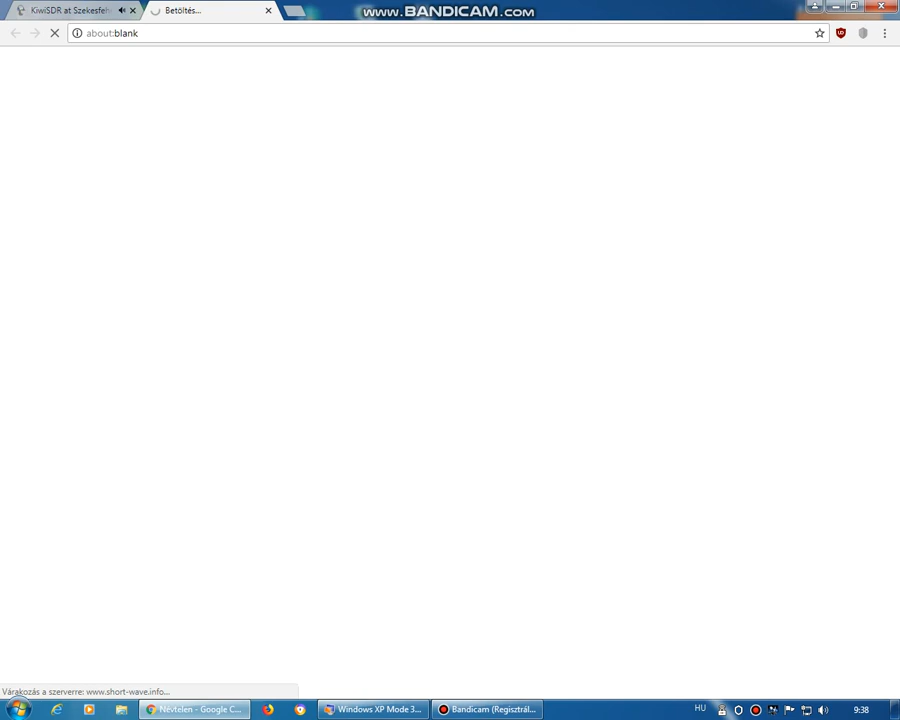 KiwiSDR at Szekesfeh
Betöltés...
www.BANDICAM.com
about:blank
Várakozás a szerverre: www.short-wave.info...
Névtelen - Google C...
Windows XP Mode 3...
Bandicam (Regisztrál...
HU
9:38